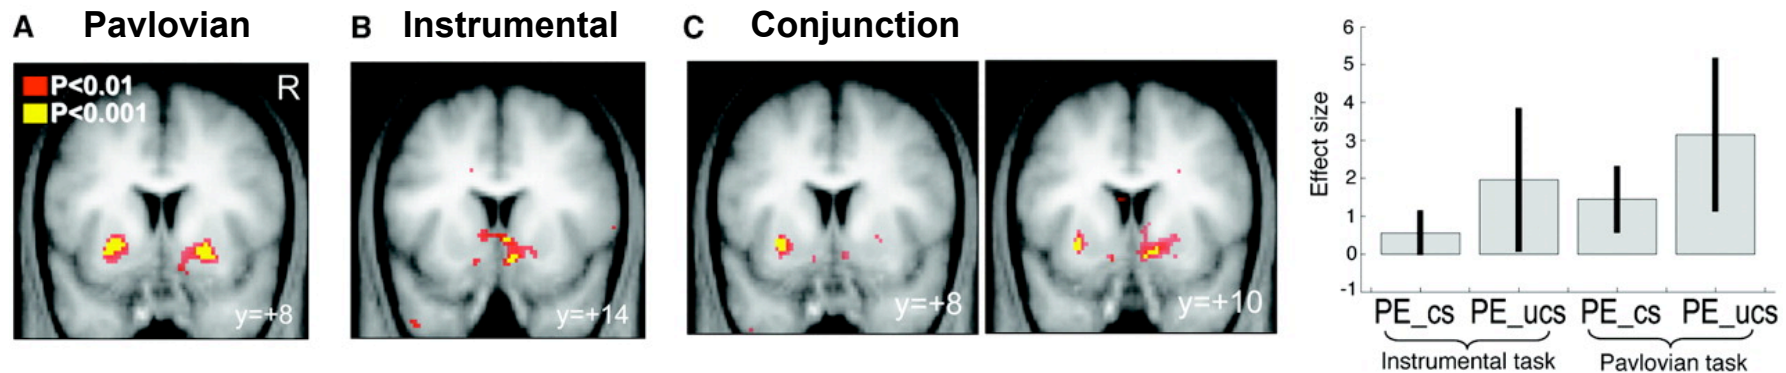 A Pavlovian
B Instrumental
C Conjunction
P<0.01
P<0.001
R
y=+8
y=+14
y=+8
y=+10
Effect size
6
5
4
3
2
1
0
-1
PE_cs PE_ucs PE_cs PE_ucs
Instrumental task Pavlovian task